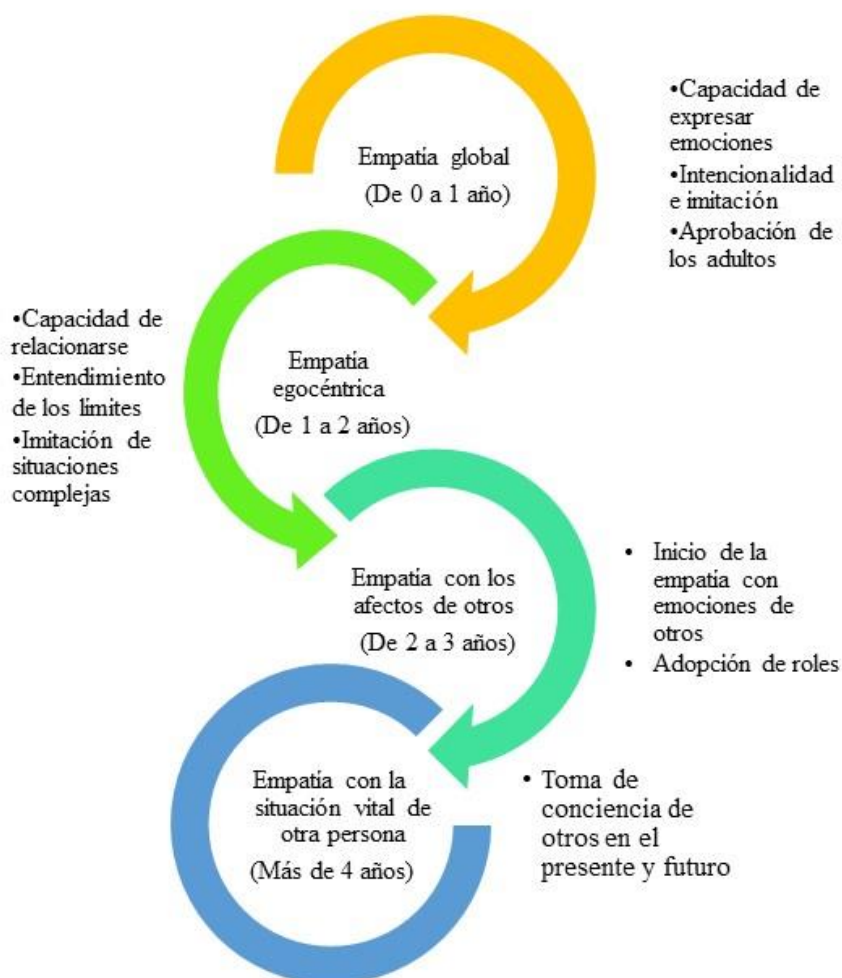 Empatía global
(De 0 a 1 año)
•Capacidad de
expresar
emociones
•Intencionalidad
e imitación
•Aprobación de
los adultos
Empatía
egocéntrica
(De 1 a 2 años)
•Capacidad de
relacionarse
•Entendimiento
de los límites
•Imitación de
situaciones
complejas
Empatía con los
afectos de otros
(De 2 a 3 años)
• Inicio de la
empatía con
emociones de
otros
• Adopción de roles
Empatía con la
situación vital de
otra persona
(Más de 4 años)
• Toma de
conciencia de
otros en el
presente y futuro